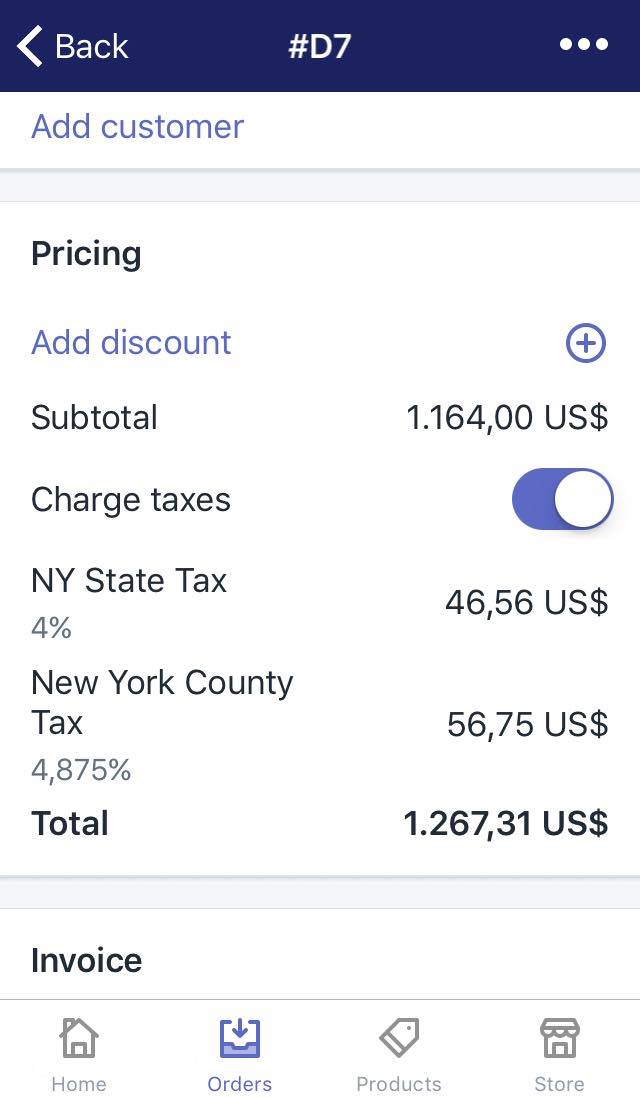 Back #D7
Add customer
Pricing
Add discount
Subtotal 1.164,00 US$
Charge taxes
NY State Tax
46,56 US$
4%
New York County
Tax
56,75 US$
4,875%
Total 1.267,31 US$
Invoice
Home Orders Products Store